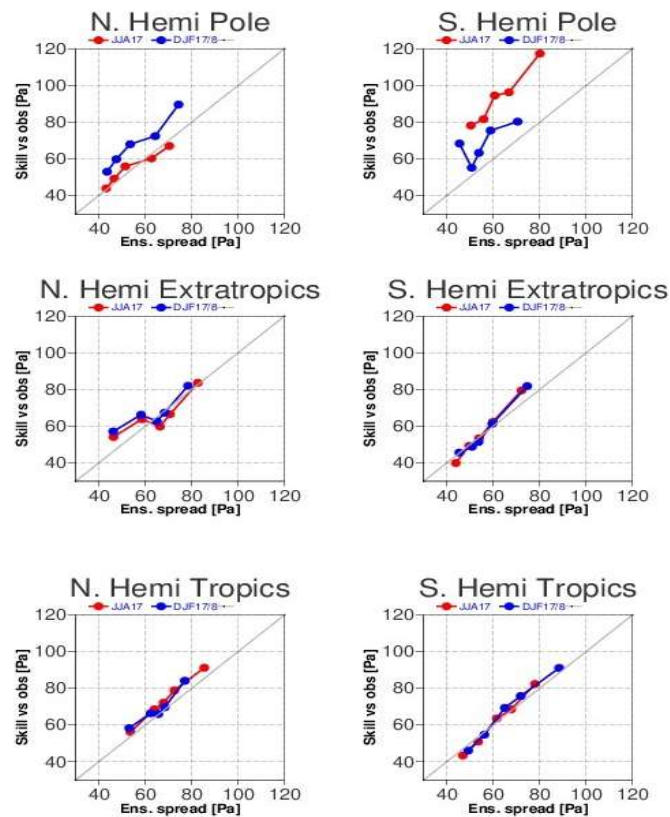 N. Hemi Pole
JJA17 DJF17/8
120
100
80
60
40
Skill vs obs [Pa]
40 60 80 100 120
Ens. spread [Pa]
S. Hemi Pole
JJA17 DJF17/8
120
100
80
60
40
Skill vs obs [Pa]
40 60 80 100 120
Ens. spread [Pa]
N. Hemi Extratropics
JJA17 DJF17/8
120
100
80
60
40
Skill vs obs [Pa]
40 60 80 100 120
Ens. spread [Pa]
S. Hemi Extratropics
JJA17 DJF17/8
120
100
80
60
40
Skill vs obs [Pa]
40 60 80 100 120
Ens. spread [Pa]
N. Hemi Tropics
JJA17 DJF17/8
120
100
80
60
40
Skill vs obs [Pa]
40 60 80 100 120
Ens. spread [Pa]
S. Hemi Tropics
JJA17 DJF17/8
120
100
80
60
40
Skill vs obs [Pa]
40 60 80 100 120
Ens. spread [Pa]